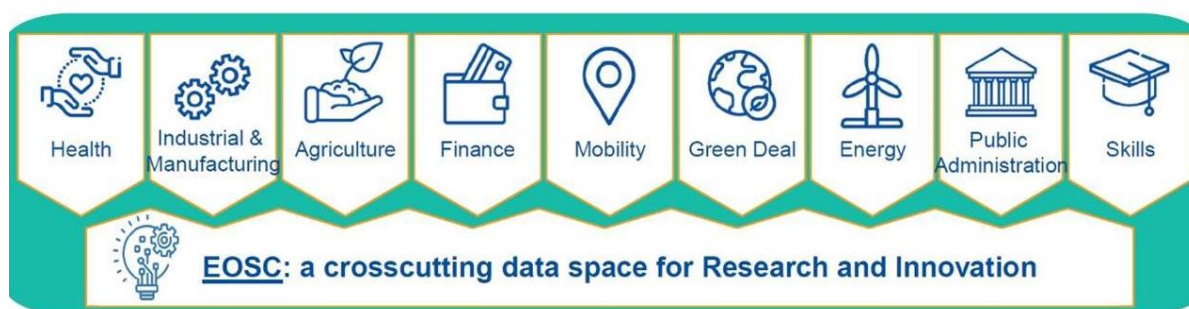 Health
Industrial &
Manufacturing
Agriculture
Finance
Mobility
Green Deal
Energy
Public
Administration
Skills
EOSC: a crosscutting data space for Research and Innovation